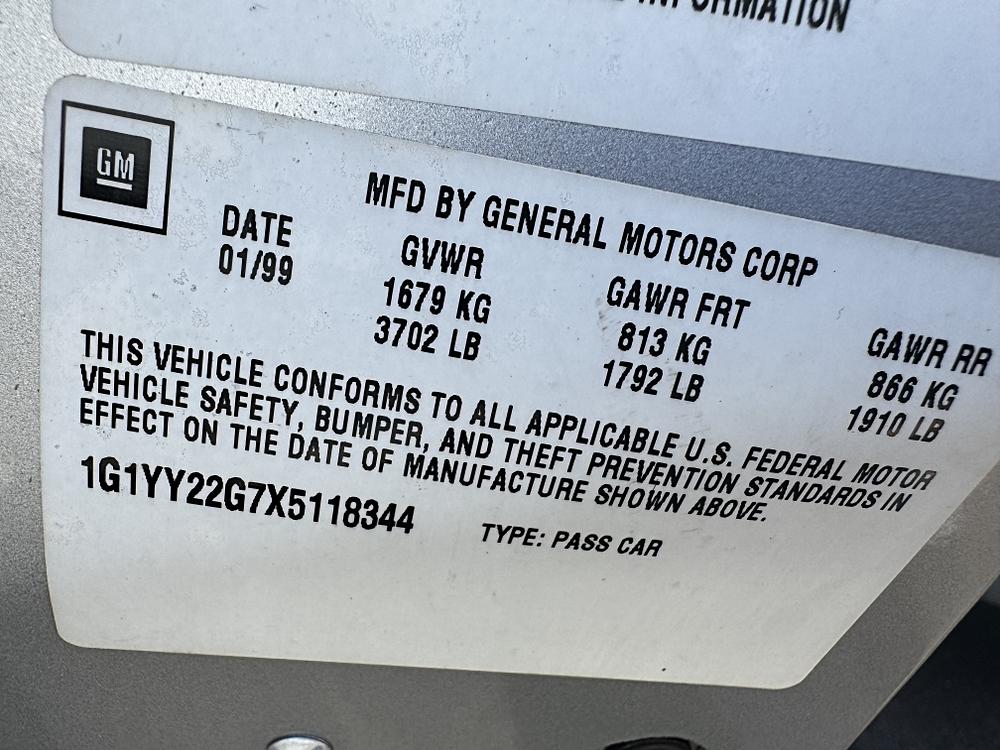 INFORMATION
GM
MFD BY GENERAL MOTORS CORP
DATE GVWR GAWR FRT GAWR RR
01/99 1679 KG 813 KG 866 KG
3702 LB 1792 LB 1910 LB
THIS VEHICLE CONFORMS TO ALL APPLICABLE U.S. FEDERAL MOTOR
VEHICLE SAFETY, BUMPER, AND THEFT PREVENTION STANDARDS IN
EFFECT ON THE DATE OF MANUFACTURE SHOWN ABOVE.
1G1YY22G7X5118344 TYPE: PASS CAR